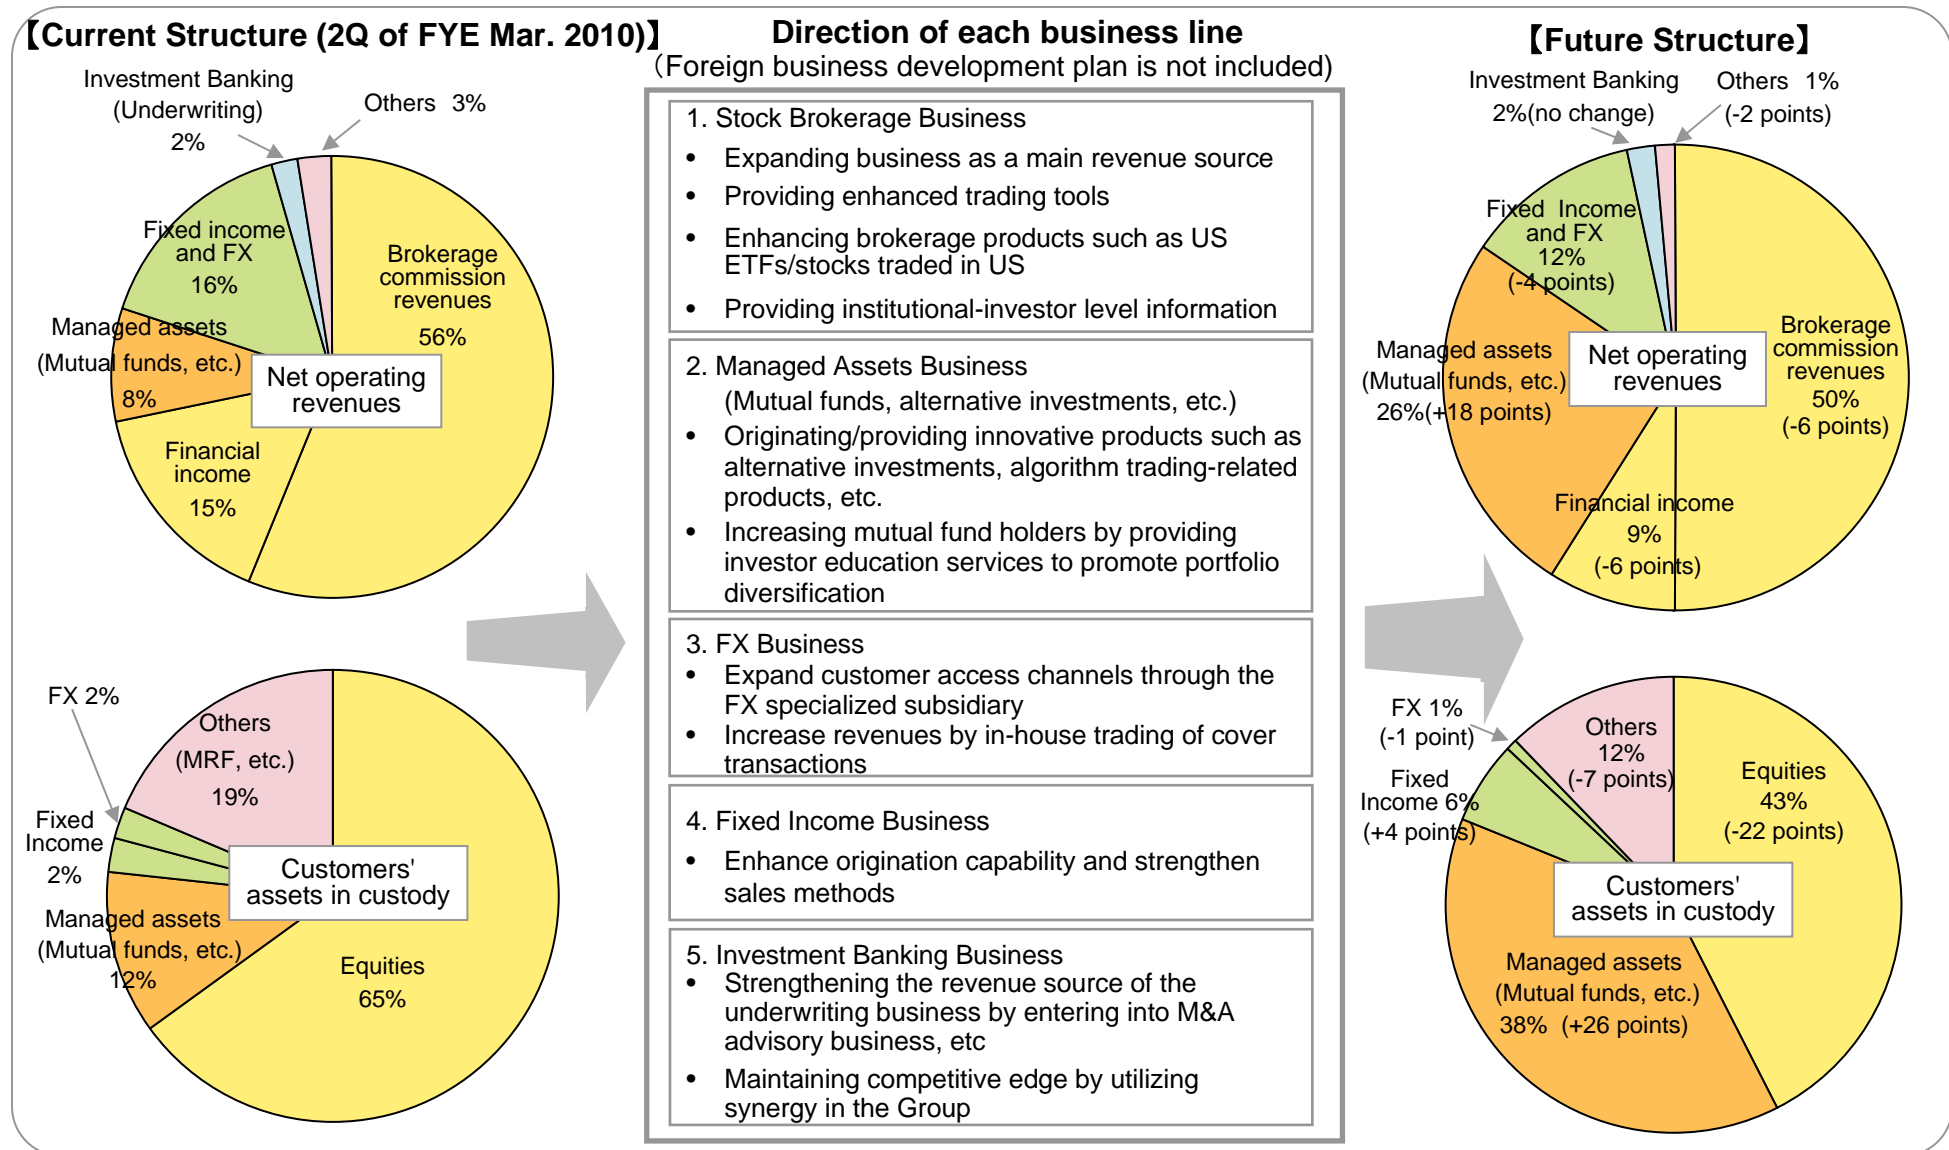 【Current Structure (2Q of FYE Mar. 2010)】
Investment Banking
(Underwriting)
2%
Others 3%
Fixed income
and FX
16%
Brokerage
commission
revenues
56%
Managed assets
(Mutual funds, etc.)
8%
Net operating
revenues
Financial
income
15%
FX 2%
Others
(MRF, etc.)
19%
Fixed
Income
2%
Customers'
assets in custody
Managed assets
(Mutual funds, etc.)
12%
Equities
65%
Direction of each business line
(Foreign business development plan is not included)
1. Stock Brokerage Business
• Expanding business as a main revenue source
• Providing enhanced trading tools
• Enhancing brokerage products such as US
ETFs/stocks traded in US
• Providing institutional-investor level information
2. Managed Assets Business
(Mutual funds, alternative investments, etc.)
• Originating/providing innovative products such as
alternative investments, algorithm trading-related
products, etc.
• Increasing mutual fund holders by providing
investor education services to promote portfolio
diversification
3. FX Business
• Expand customer access channels through the
FX specialized subsidiary
• Increase revenues by in-house trading of cover
transactions
4. Fixed Income Business
• Enhance origination capability and strengthen
sales methods
5. Investment Banking Business
• Strengthening the revenue source of the
underwriting business by entering into M&A
advisory business, etc
• Maintaining competitive edge by utilizing
synergy in the Group
【Future Structure】
Investment Banking
2%(no change)
Others 1%
(-2 points)
Fixed Income
and FX
12%
(-4 points)
Brokerage
commission
revenues
50%
(-6 points)
Managed assets
(Mutual funds, etc.)
26%(+18 points)
Net operating
revenues
Financial income
9%
(-6 points)
FX 1%
(-1 point)
Others
12%
(-7 points)
Fixed
Income 6%
(+4 points)
Equities
43%
(-22 points)
Customers'
assets in custody
Managed assets
(Mutual funds, etc.)
38% (+26 points)